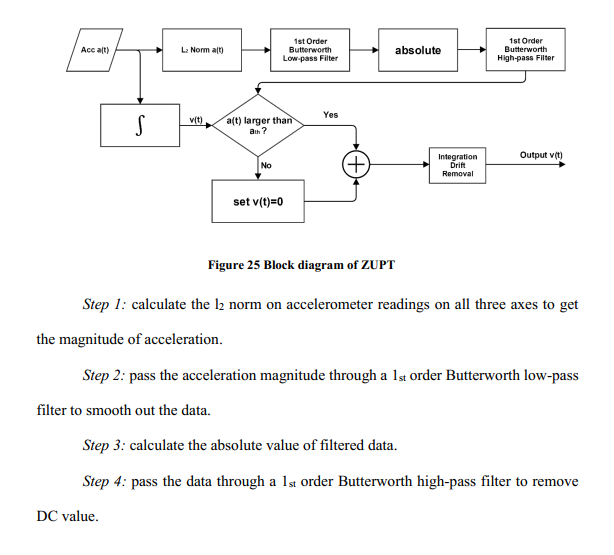 Acc a(t)
L₂ Norm a(t)
1st Order
Butterworth
Low-pass Filter
absolute
1st Order
Butterworth
High-pass Filter
∫
v(t)
a(t) larger than
aₜₕ?
Yes
No
set v(t)=0
+
Integration
Drift
Removal
Output v(t)
Figure 25 Block diagram of ZUPT
Step 1: calculate the l₂ norm on accelerometer readings on all three axes to get
the magnitude of acceleration.
Step 2: pass the acceleration magnitude through a 1st order Butterworth low-pass
filter to smooth out the data.
Step 3: calculate the absolute value of filtered data.
Step 4: pass the data through a 1st order Butterworth high-pass filter to remove
DC value.